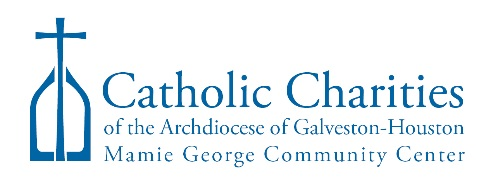 Catholic Charities
of the Archdiocese of Galveston-Houston
Mamie George Community Center